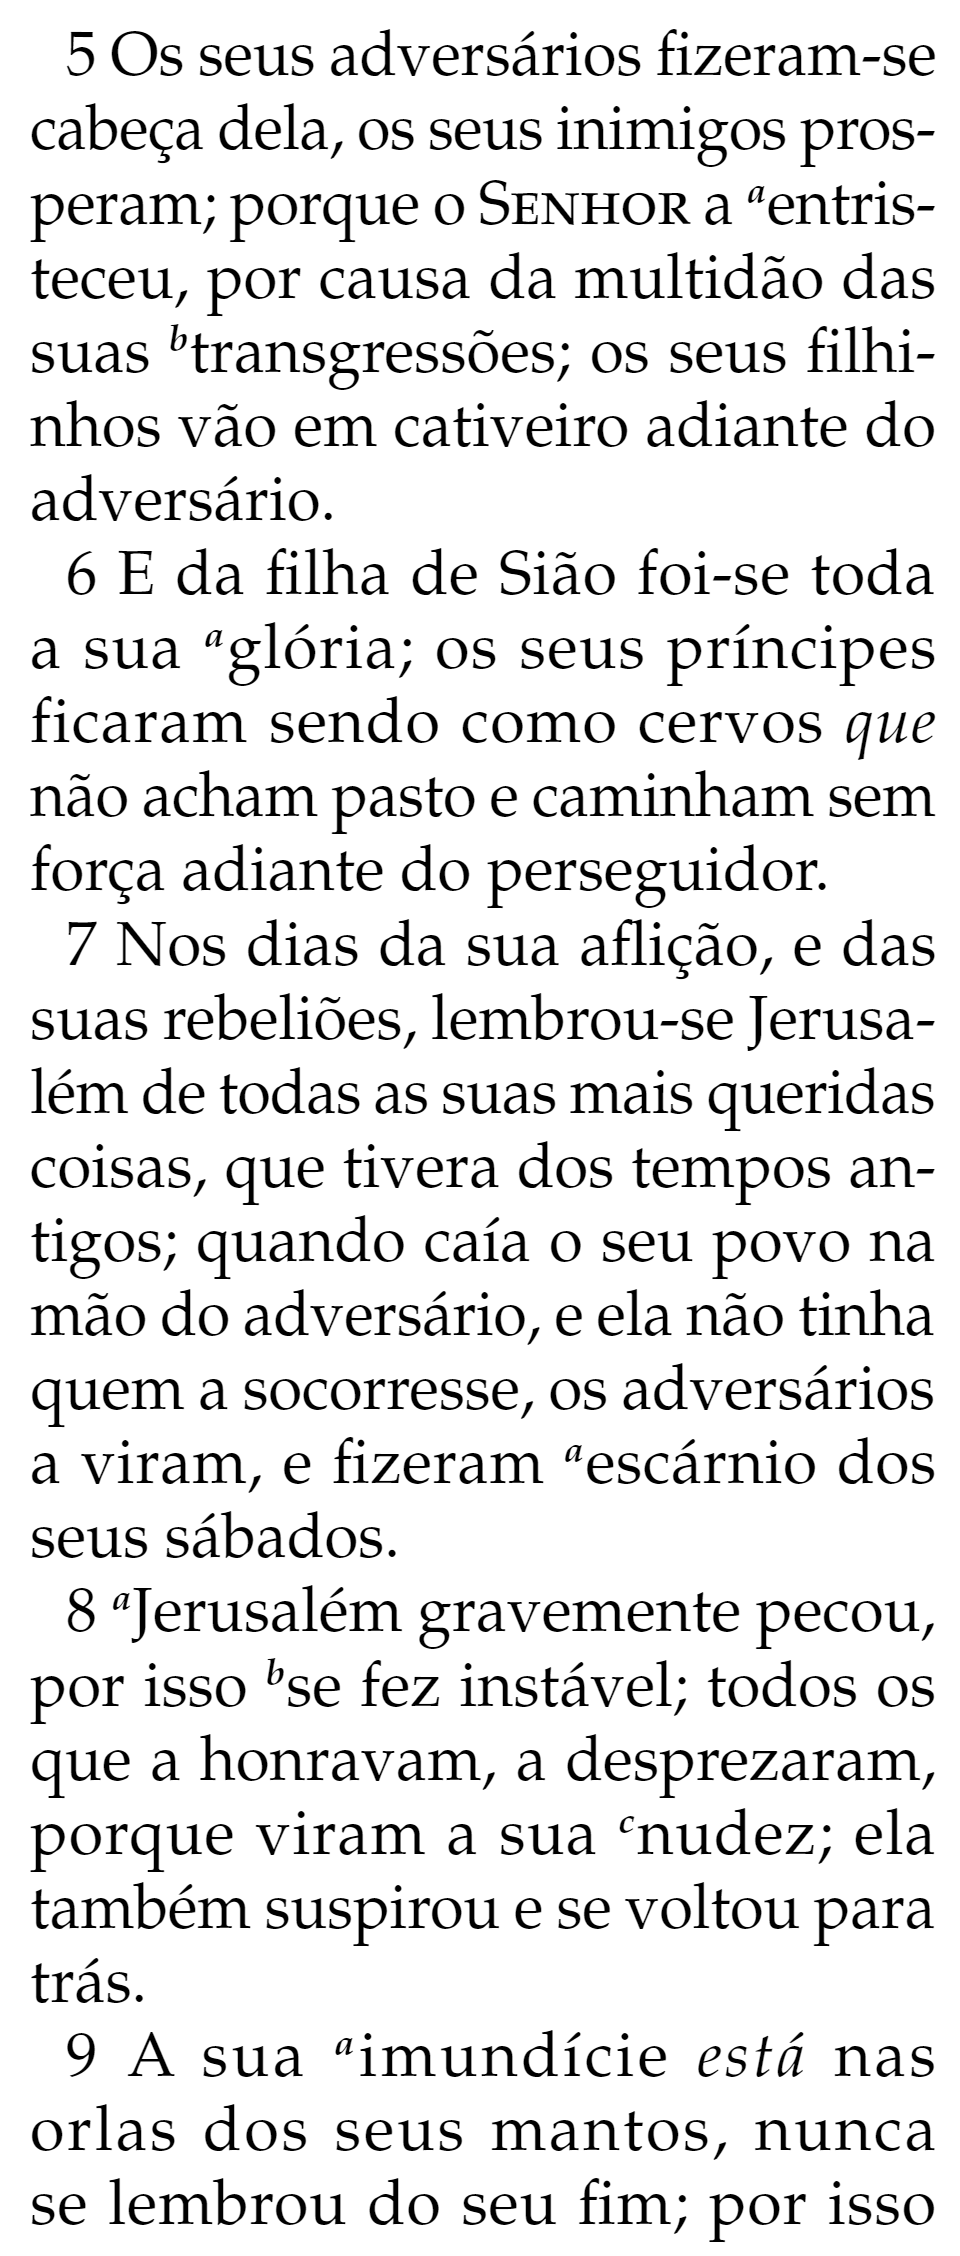 5 Os seus adversários fizeram-se
cabeça dela, os seus inimigos pros-
peram; porque o SENHOR a aentris-
teceu, por causa da multidão das
suas btransgressões; os seus filhi-
nhos vão em cativeiro adiante do
adversário.
6 E da filha de Sião foi-se toda
a sua aglória; os seus príncipes
ficaram sendo como cervos que
não acham pasto e caminham sem
força adiante do perseguidor.
7 Nos dias da sua aflição, e das
suas rebeliões, lembrou-se Jerusa-
lém de todas as suas mais queridas
coisas, que tivera dos tempos an-
tigos; quando caía o seu povo na
mão do adversário, e ela não tinha
quem a socorresse, os adversários
a viram, e fizeram aescárnio dos
seus sábados.
8 aJerusalém gravemente pecou,
por isso bse fez instável; todos os
que a honravam, a desprezaram,
porque viram a sua cnudez; ela
também suspirou e se voltou para
trás.
9 A sua aimundície está nas
orlas dos seus mantos, nunca
se lembrou do seu fim; por isso